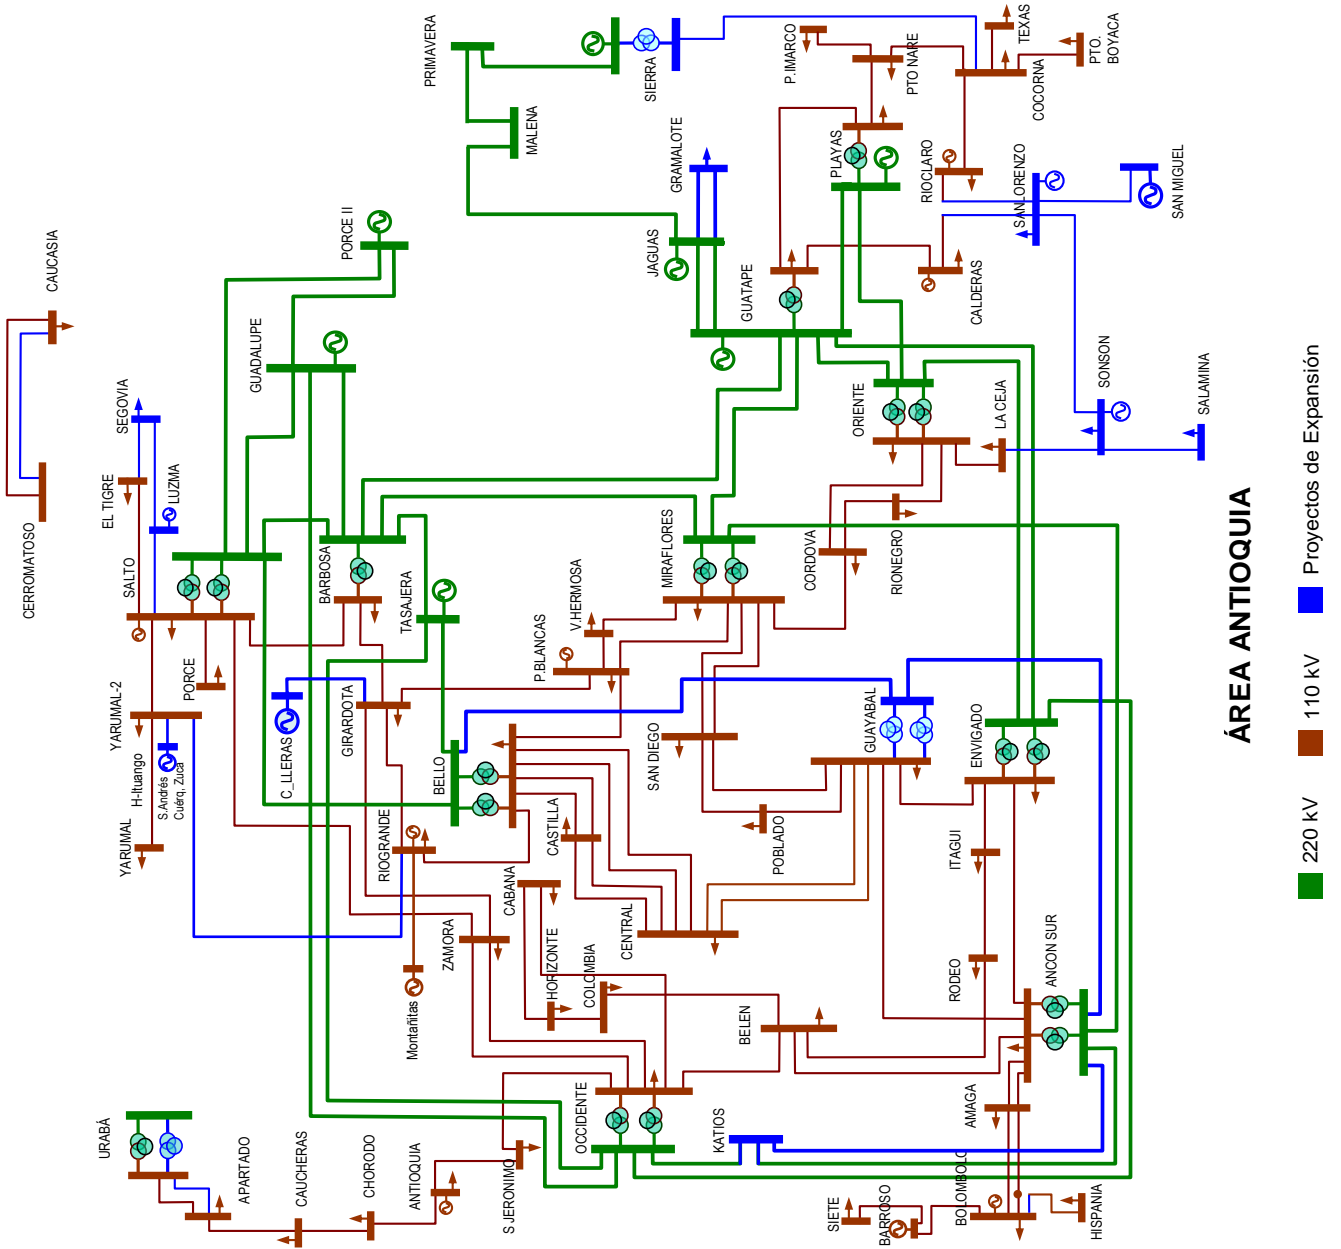 CAUCASIA
CERROMATOSO
PORCE II
GUADALUPE
SEGOVIA
EL TIGRE
LUZMA
SALTO
BARBOSA
TASAJERA
PORCE
YARUMAL-2
H-Ituango
S.Andrés
Cuérq, Zuca
YARUMAL
C_LLERAS
GIRARDOTA
RIOGRANDE
BELLO
Montañitas
ZAMORA
CABANA
HORIZONTE
COLOMBIA
CASTILLA
CENTRAL
P.BLANCAS
V.HERMOSA
MIRAFLORES
SAN DIEGO
POBLADO
GUAYABAL
CORDOVA
RIONEGRO
ORIENTE
LA CEJA
SONSON
SALAMINA
PRIMAVERA
MALENA
SIERRA
GRAMALOTE
JAGUAS
GUATAPE
PLAYAS
P.IMARCO
PTO NARE
TEXAS
PTO.
BOYACA
COCORNA
RIOCLARO
SANLORENZO
SAN MIGUEL
CALDERAS
ENVIGADO
ITAGUI
RODEO
ANCON SUR
BELEN
AMAGA
OCCIDENTE
KATIOS
URABÁ
APARTADO
CAUCHERAS
CHORODO
ANTIOQUIA
S JERONIMO
SIETE
BARROSO
BOLOMBOLO
HISPANIA
ÁREA ANTIOQUIA
220 kV
110 kV
Proyectos de Expansión